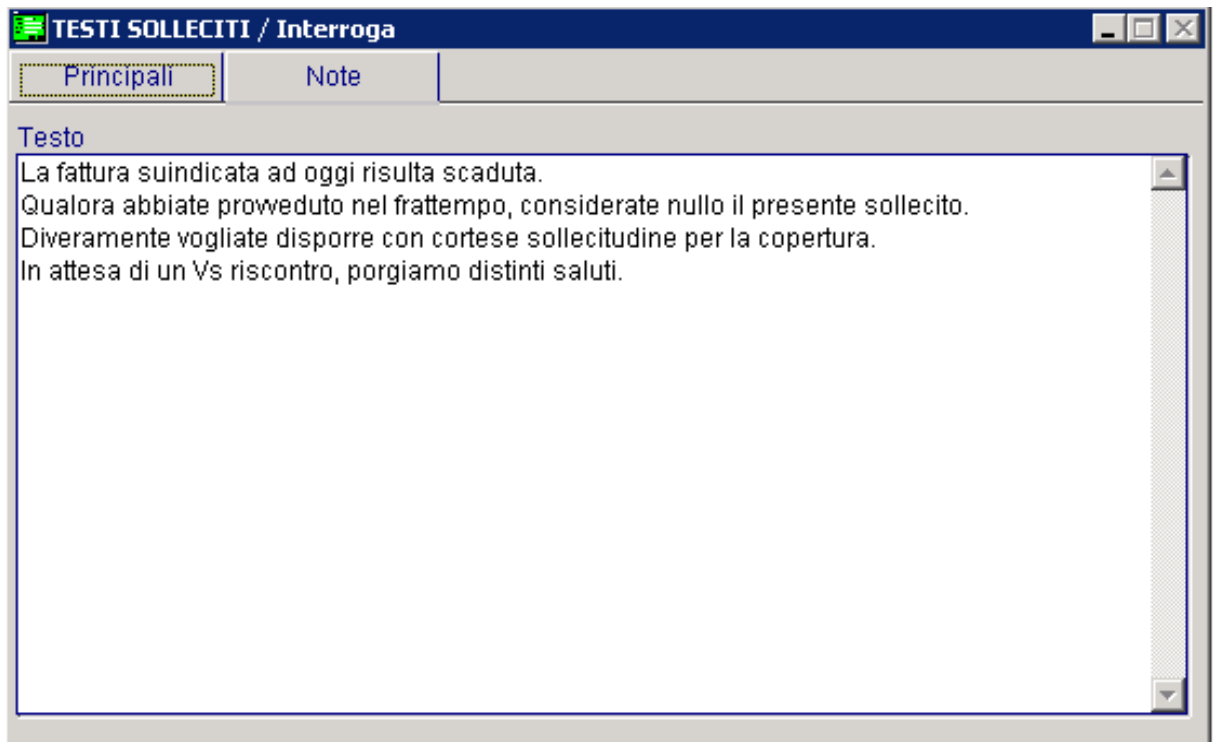 TESTI SOLLECITI / Interroga
Principali Note
Testo
La fattura suindicata ad oggi risulta scaduta.
Qualora abbiate provveduto nel frattempo, considerate nullo il presente sollecito.
Diveramente vogliate disporre con cortese sollecitudine per la copertura.
In attesa di un Vs riscontro, porgiamo distinti saluti.